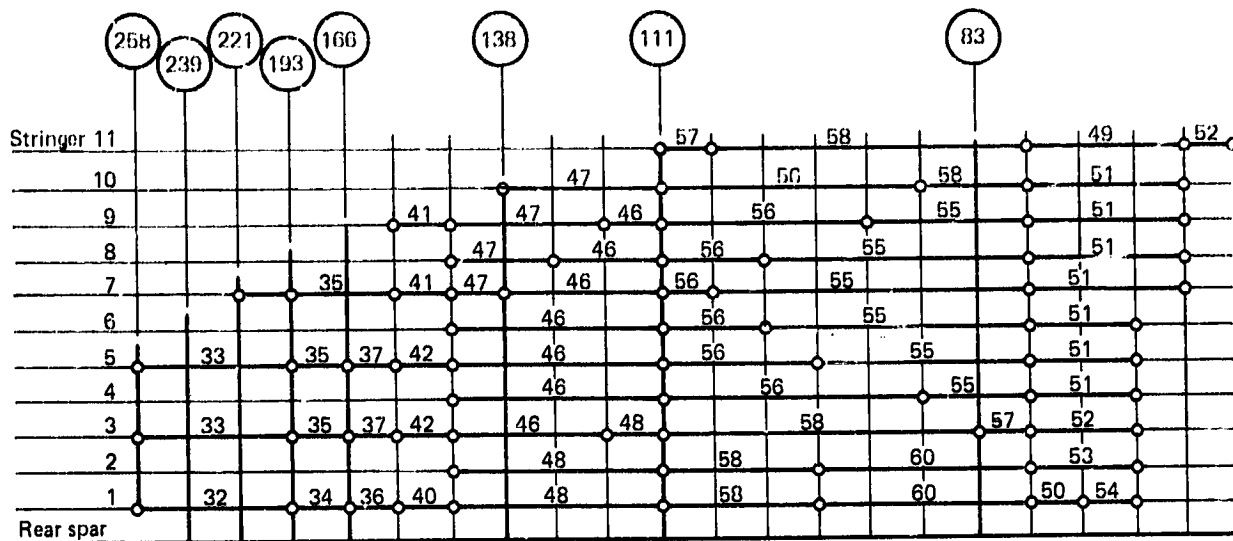 258 239 221 193 166 138 111 83
Stringer 11 57 58 49 52
10 47 56 58 51
9 41 47 46 56 55 51
8 47 46 56 55 51
7 35 41 47 46 56 55 51
6 46 56 55 51
5 33 35 37 42 46 56 55 51
4 46 56 55 51
3 33 35 37 42 46 48 58 57 52
2 48 58 60 53
1 32 34 36 40 48 58 60 50 54
Rear spar